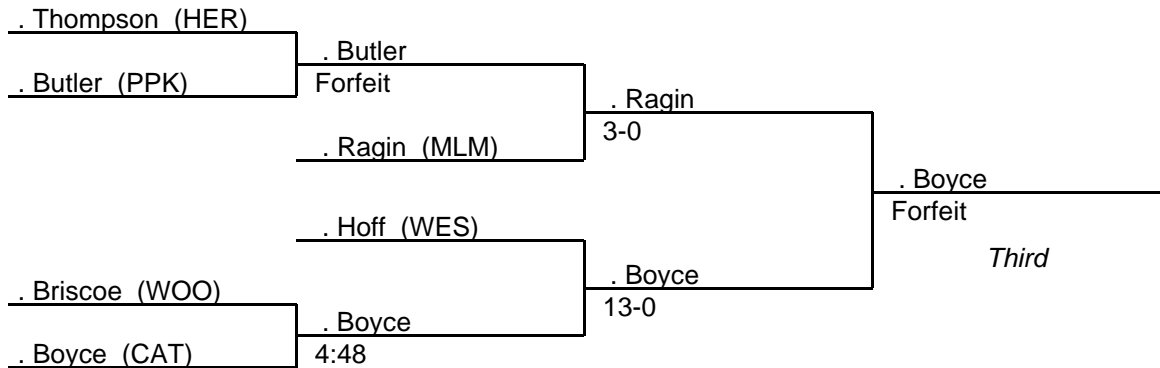 . Thompson (HER)
. Butler
. Butler (PPK)
Forfeit
. Ragin
3-0
. Ragin (MLM)
. Boyce
Forfeit
. Hoff (WES)
Third
. Boyce
. Briscoe (WOO)
13-0
. Boyce
. Boyce (CAT)
4:48